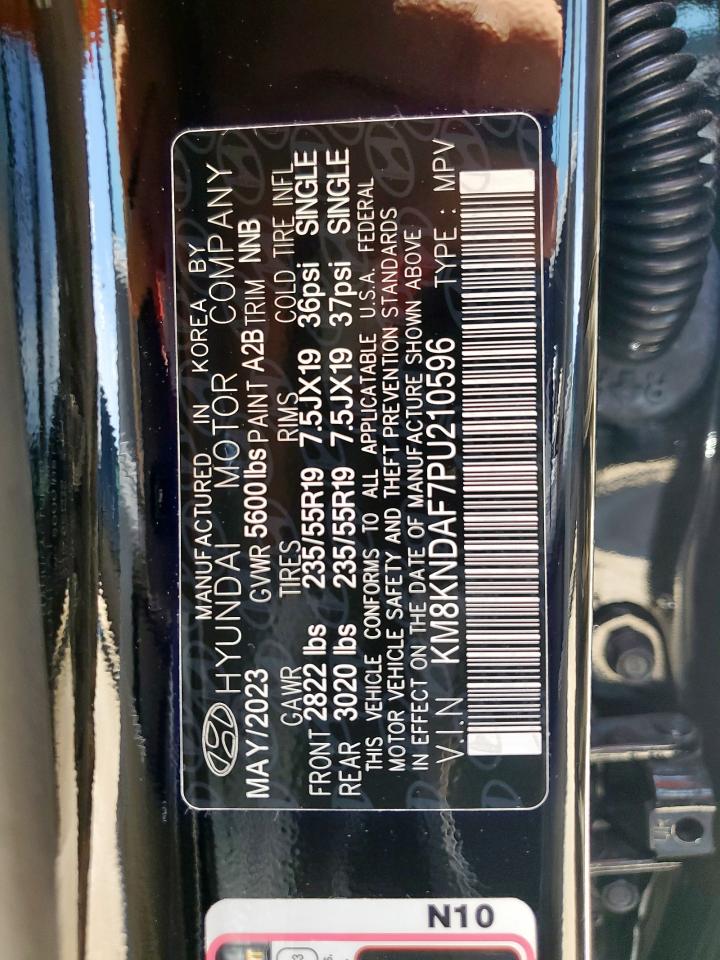 MANUFACTURED IN KOREA BY
HYUNDAI MOTOR COMPANY
MAY/2023 GVWR 5600lbs PAINT A2B TRIM NNB
GAWR TIRES RIMS COLD TIRE INFL
FRONT 2822 lbs 235/55R19 7.5JX19 36psi SINGLE
REAR 3020 lbs 235/55R19 7.5JX19 37psi SINGLE
THIS VEHICLE CONFORMS TO ALL APPLICATABLE U.S.A. FEDERAL
MOTOR VEHICLE SAFETY AND THEFT PREVENTION STANDARDS
IN EFFECT ON THE DATE OF MANUFACTURE SHOWN ABOVE
V.I.N KM8KNDAF7PU210596 TYPE : MPV
N10